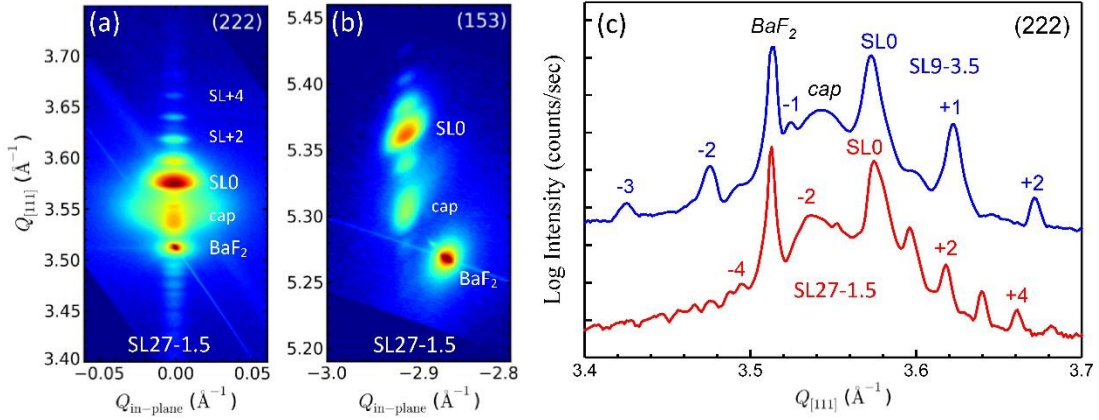 (a)
(222)
3.75
3.70
3.65
3.60
3.55
3.50
3.45
3.40
Q[111] (Å⁻¹)
SL+4
SL+2
SL0
cap
BaF₂
SL27-1.5
−0.05
0.00
0.05
Q in−plane (Å⁻¹)
(b)
(153)
5.45
5.40
5.35
5.30
5.25
5.20
SL0
cap
BaF₂
SL27-1.5
−3.0
−2.9
−2.8
Q in−plane (Å⁻¹)
(c)
(222)
Log Intensity (counts/sec)
BaF₂
SL0
SL9-3.5
-1
cap
+1
-2
-3
+2
SL0
-2
+2
-4
+4
SL27-1.5
3.4
3.5
3.6
3.7
Q[111] (Å⁻¹)